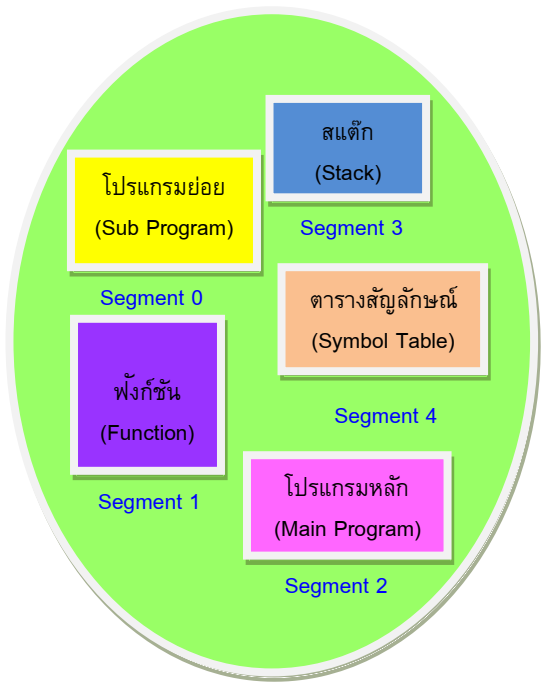 สแต๊ก
(Stack)
Segment 3
โปรแกรมย่อย
(Sub Program)
Segment 0
ตารางสัญลักษณ์
(Symbol Table)
Segment 4
ฟังก์ชัน
(Function)
Segment 1
โปรแกรมหลัก
(Main Program)
Segment 2